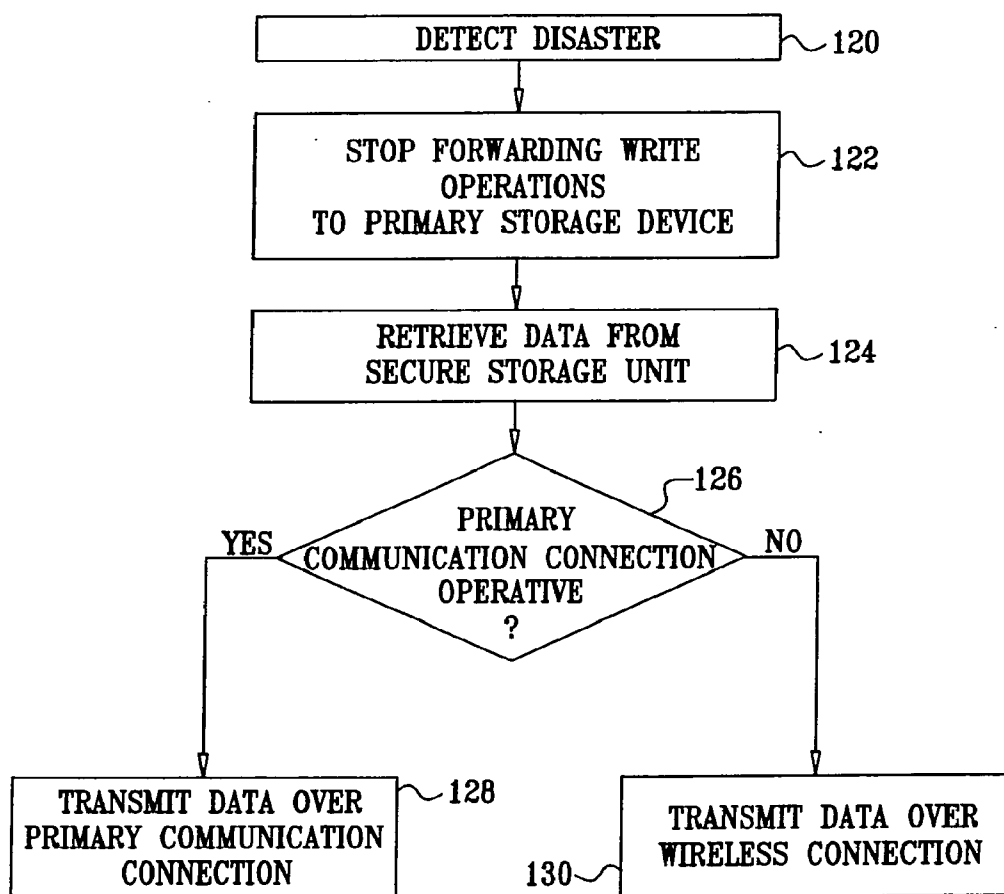 DETECT DISASTER
120
STOP FORWARDING WRITE
OPERATIONS
TO PRIMARY STORAGE DEVICE
122
RETRIEVE DATA FROM
SECURE STORAGE UNIT
124
126
PRIMARY
COMMUNICATION CONNECTION
OPERATIVE
?
YES
NO
TRANSMIT DATA OVER
PRIMARY COMMUNICATION
CONNECTION
128
TRANSMIT DATA OVER
WIRELESS CONNECTION
130